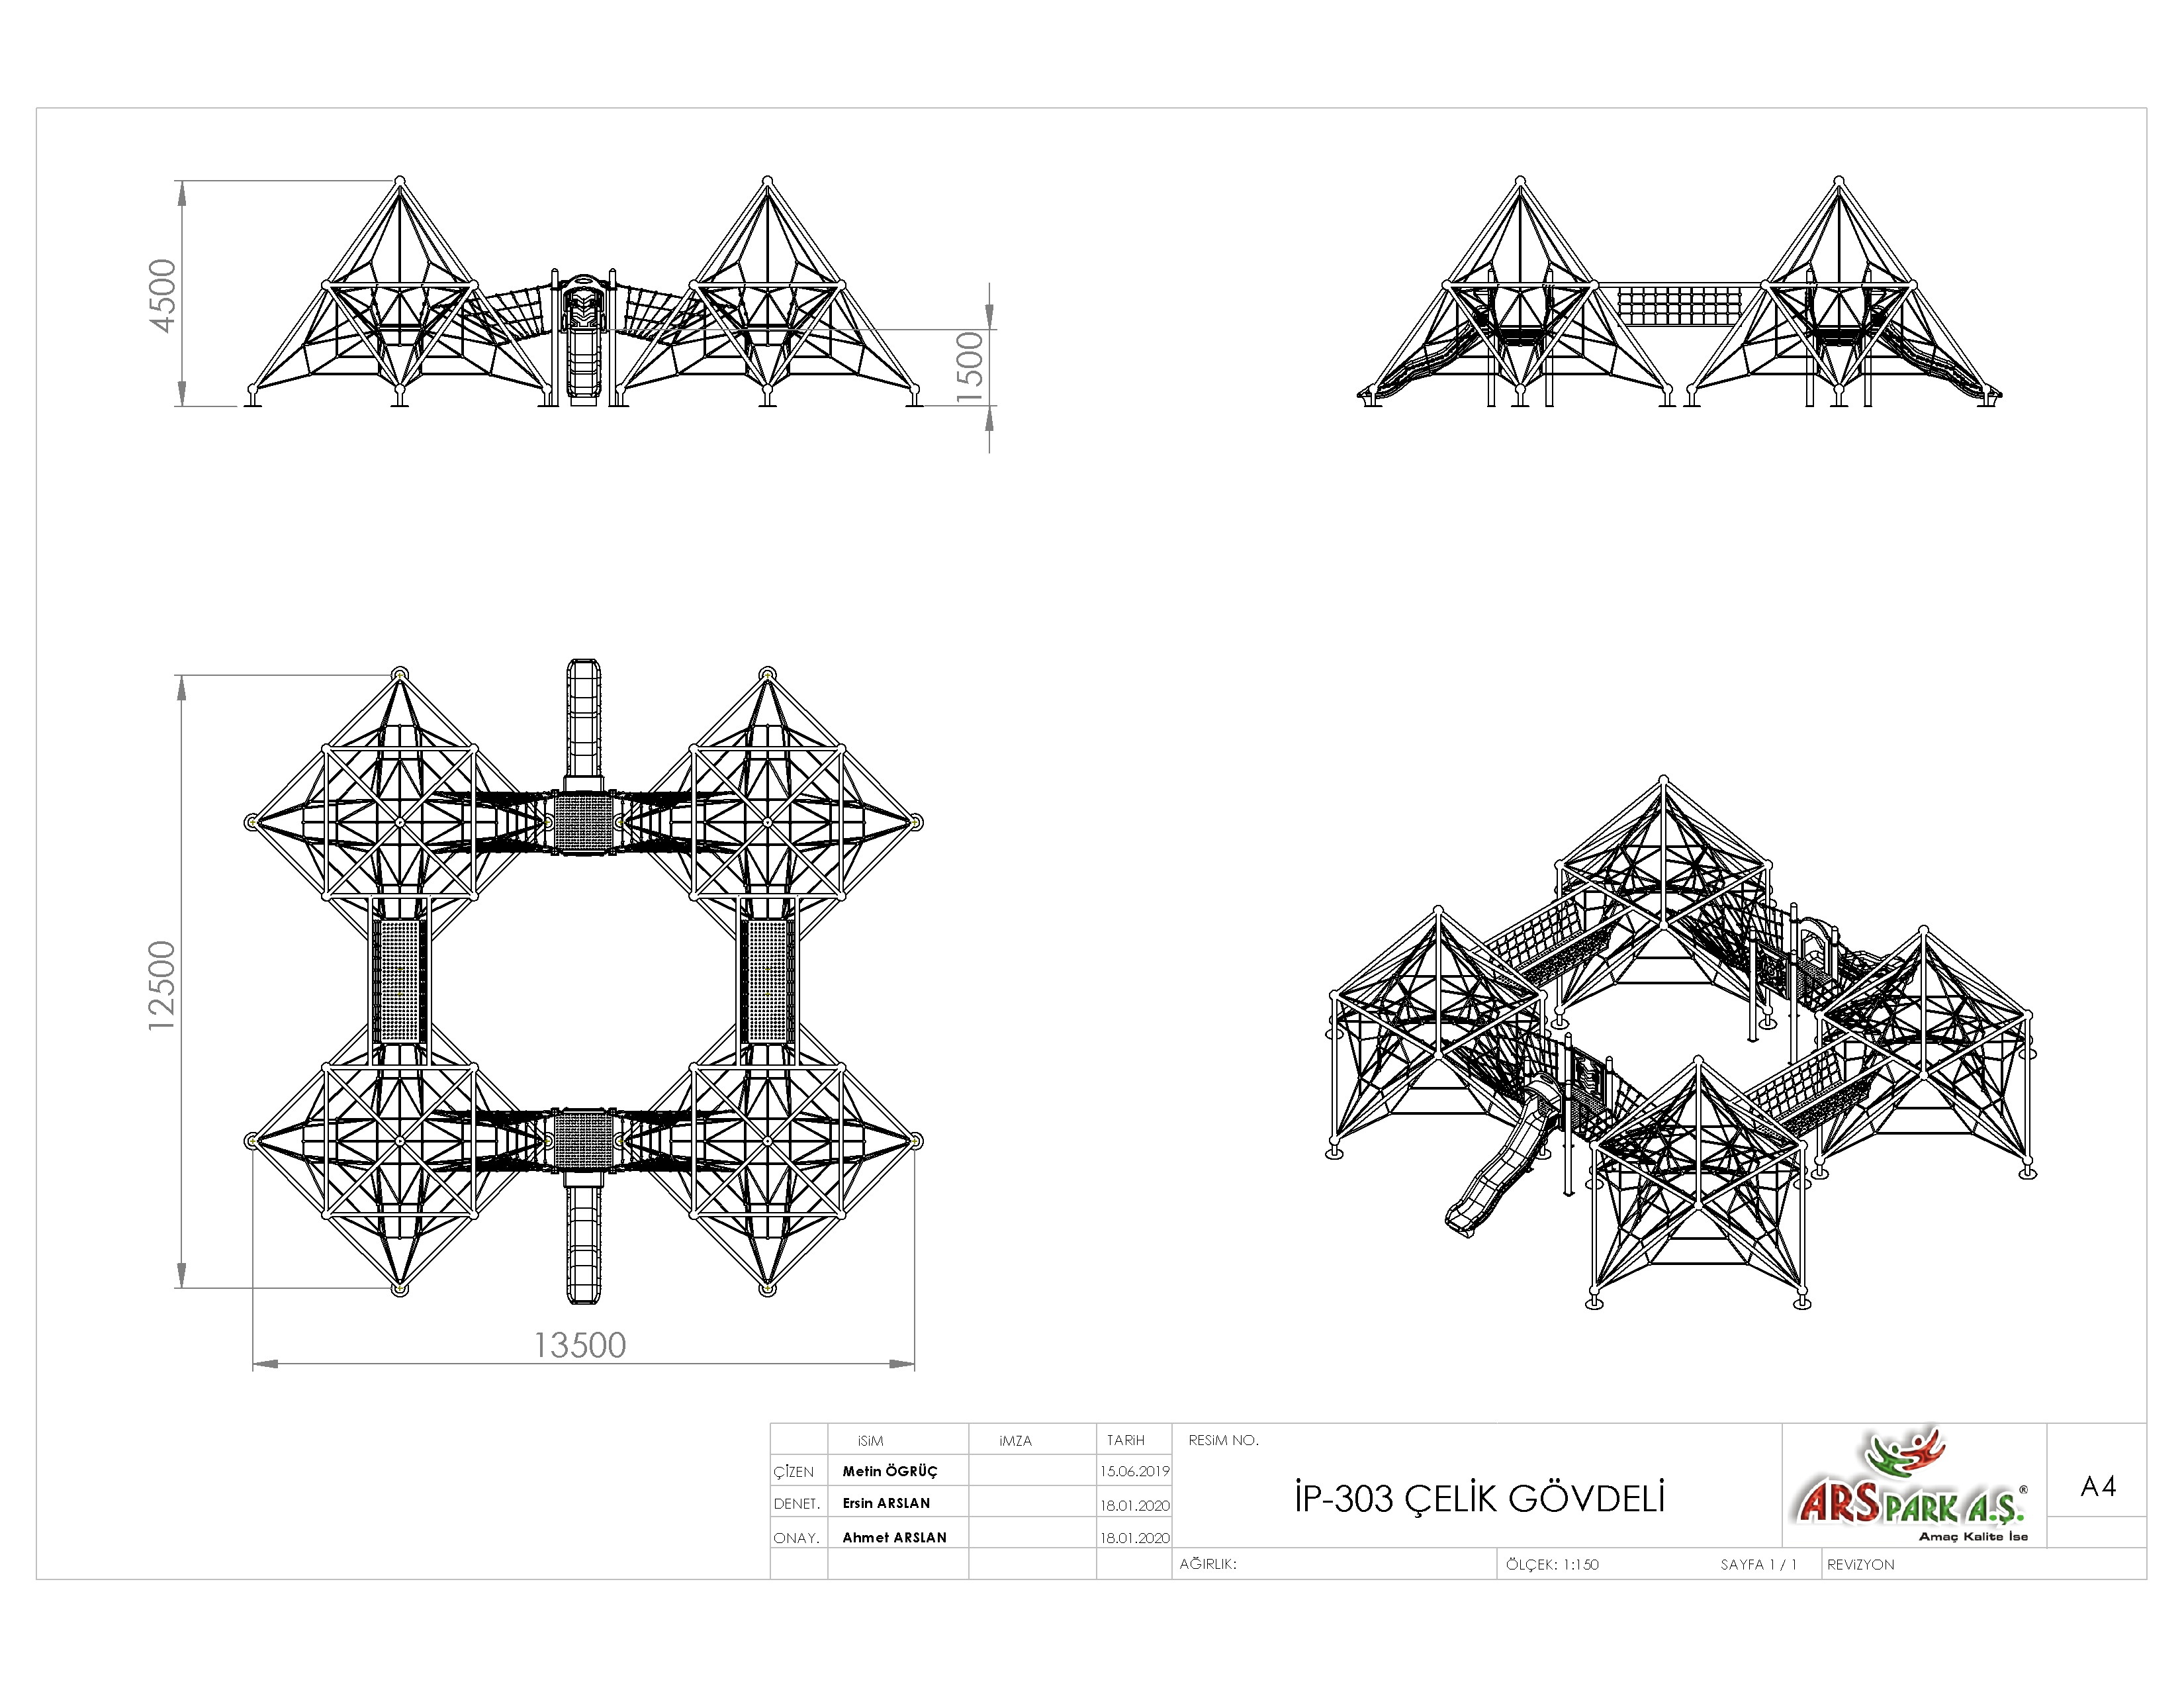 4500
1500
12500
13500
İSİM İMZA TARİH RESİM NO.
ÇİZEN Metin ÖGRÜÇ 15.06.2019
DENET. Ersin ARSLAN 18.01.2020
ONAY. Ahmet ARSLAN 18.01.2020
İP-303 ÇELİK GÖVDELİ
ARS PARK A.Ş.®
Amaç Kalite İse
A4
AĞIRLIK: ÖLÇEK: 1:150 SAYFA 1 / 1 REVİZYON